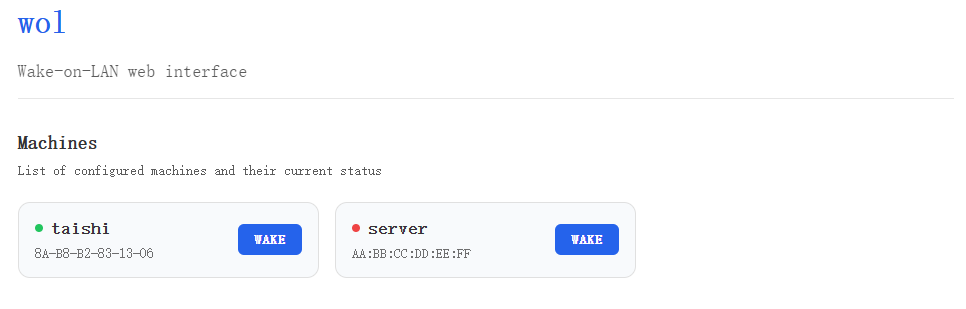 wol
Wake-on-LAN web interface
Machines
List of configured machines and their current status
taishi
8A-B8-B2-83-13-06
WAKE
server
AA:BB:CC:DD:EE:FF
WAKE